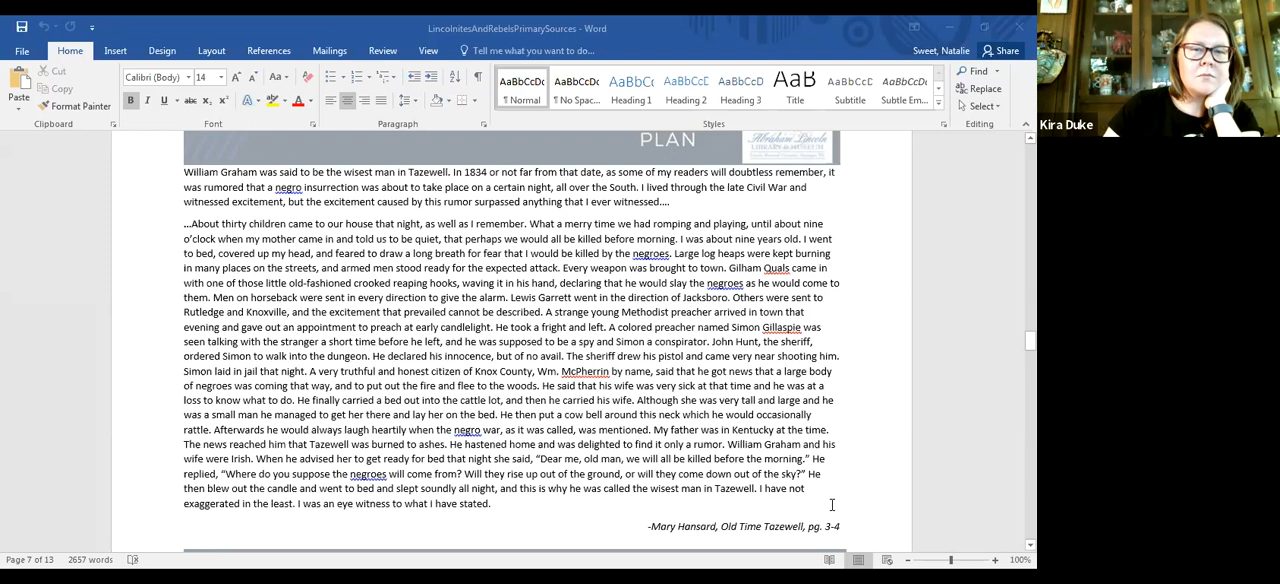 LincolnitesAndRebelsPrimarySources - Word
File Home Insert Design Layout References Mailings Review View Tell me what you want to do... Sweet, Natalie Share
Cut
Copy
Paste
Format Painter
Calibri (Body) 14
B I U abc x₂ x²
AaBbCcDc AaBbCcDc AaBbCc AaBbCcC AaBbCcD AaB AaBbCcD AaBbCcDc
¶ Normal ¶ No Spac... Heading 1 Heading 2 Heading 3 Title Subtitle Subtle Em...
Find
Replace
Select
Clipboard Font Paragraph Styles Editing
Kira Duke
PLAN
Abraham Lincoln
LIBRARY & MUSEUM
William Graham was said to be the wisest man in Tazewell. In 1834 or not far from that date, as some of my readers will doubtless remember, it
was rumored that a negro insurrection was about to take place on a certain night, all over the South. I lived through the late Civil War and
witnessed excitement, but the excitement caused by this rumor surpassed anything that I ever witnessed....
...About thirty children came to our house that night, as well as I remember. What a merry time we had romping and playing, until about nine
o'clock when my mother came in and told us to be quiet, that perhaps we would all be killed before morning. I was about nine years old. I went
to bed, covered up my head, and feared to draw a long breath for fear that I would be killed by the negroes. Large log heaps were kept burning
in many places on the streets, and armed men stood ready for the expected attack. Every weapon was brought to town. Gilham Quals came in
with one of those little old-fashioned crooked reaping hooks, waving it in his hand, declaring that he would slay the negroes as he would come to
them. Men on horseback were sent in every direction to give the alarm. Lewis Garrett went in the direction of Jacksboro. Others were sent to
Rutledge and Knoxville, and the excitement that prevailed cannot be described. A strange young Methodist preacher arrived in town that
evening and gave out an appointment to preach at early candlelight. He took a fright and left. A colored preacher named Simon Gillaspie was
seen talking with the stranger a short time before he left, and he was supposed to be a spy and Simon a conspirator. John Hunt, the sheriff,
ordered Simon to walk into the dungeon. He declared his innocence, but of no avail. The sheriff drew his pistol and came very near shooting him.
Simon laid in jail that night. A very truthful and honest citizen of Knox County, Wm. McPherrin by name, said that he got news that a large body
of negroes was coming that way, and to put out the fire and flee to the woods. He said that his wife was very sick at that time and he was at a
loss to know what to do. He finally carried a bed out into the cattle lot, and then he carried his wife. Although she was very tall and large and he
was a small man he managed to get her there and lay her on the bed. He then put a cow bell around this neck which he would occasionally
rattle. Afterwards he would always laugh heartily when the negro war, as it was called, was mentioned. My father was in Kentucky at the time.
The news reached him that Tazewell was burned to ashes. He hastened home and was delighted to find it only a rumor. William Graham and his
wife were Irish. When he advised her to get ready for bed that night she said, "Dear me, old man, we will all be killed before the morning." He
replied, "Where do you suppose the negroes will come from? Will they rise up out of the ground, or will they come down out of the sky?" He
then blew out the candle and went to bed and slept soundly all night, and this is why he was called the wisest man in Tazewell. I have not
exaggerated in the least. I was an eye witness to what I have stated.
-Mary Hansard, Old Time Tazewell, pg. 3-4
Page 7 of 13 2657 words 100%